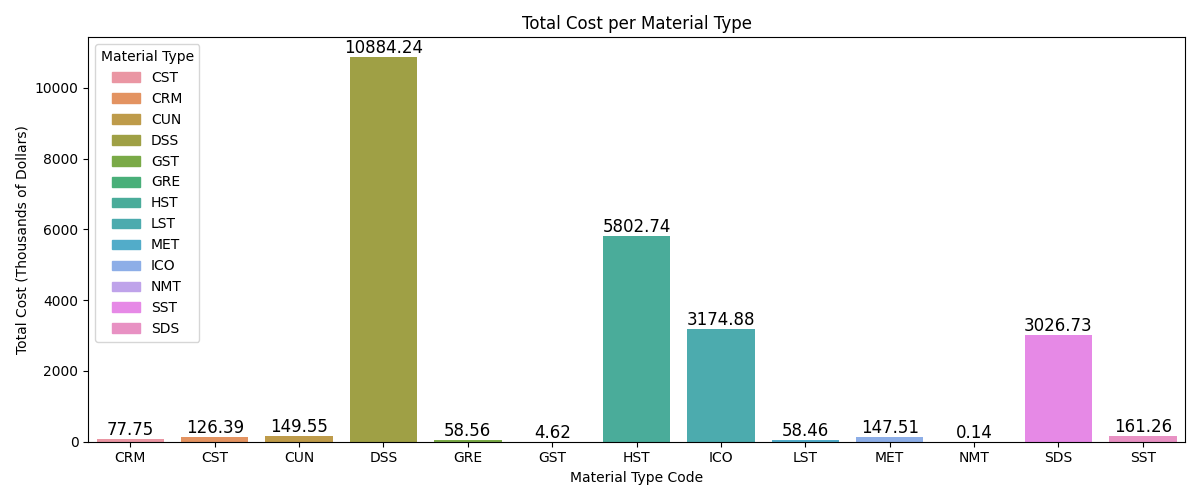 Total Cost per Material Type
Total Cost (Thousands of Dollars)
10000
8000
6000
4000
2000
0
Material Type
CST
CRM
CUN
DSS
GST
GRE
HST
LST
MET
ICO
NMT
SST
SDS
77.75
126.39
149.55
10884.24
58.56
4.62
5802.74
3174.88
58.46
147.51
0.14
3026.73
161.26
CRM CST CUN DSS GRE GST HST ICO LST MET NMT SDS SST
Material Type Code